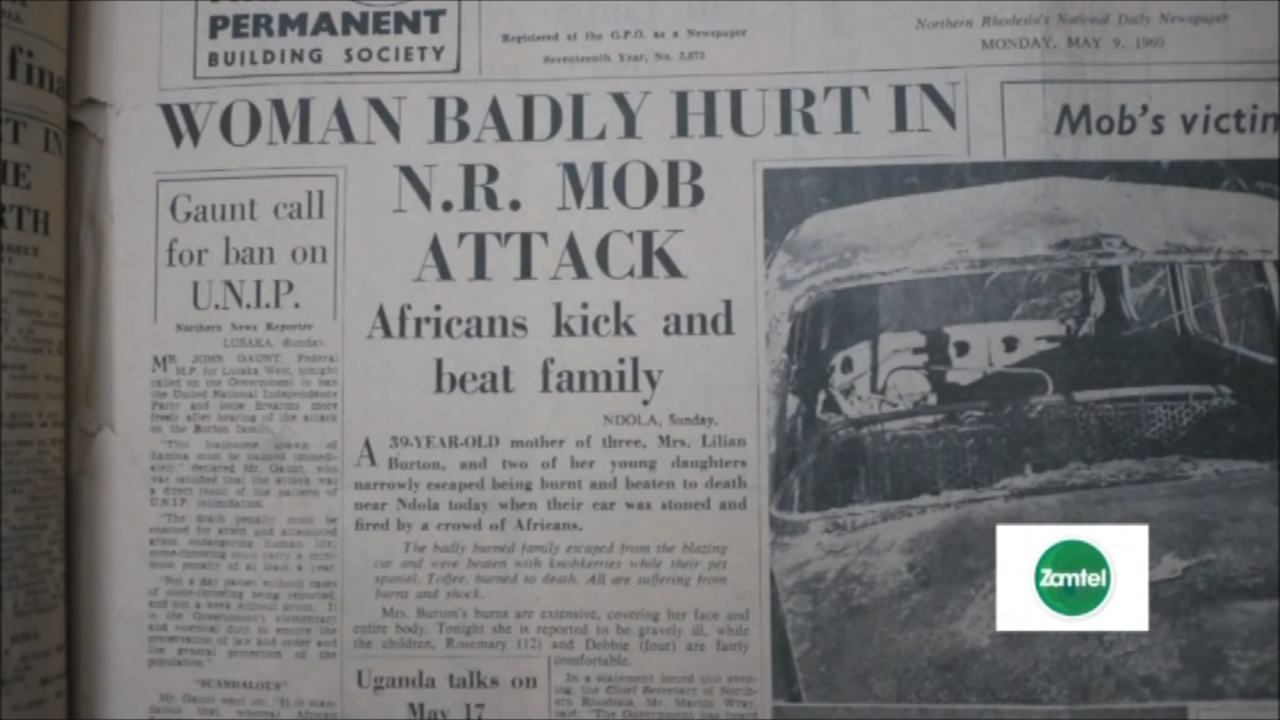 PERMANENT
BUILDING SOCIETY
Registered at the G.P.O. as a Newspaper
Seventeenth Year, No.
Northern Rhodesia's National Daily Newspaper
MONDAY, MAY 9, 1960
WOMAN BADLY HURT IN
N.R. MOB
ATTACK
Africans kick and
beat family
NDOLA, Sunday.
A 39-YEAR-OLD mother of three, Mrs. Lilian
Burton, and two of her young daughters
narrowly escaped being burnt and beaten to death
near Ndola today when their car was stoned and
fired by a crowd of Africans.
The badly burned family escaped from the blazing
car and were beaten with knobkerries while their pet
spaniel, Toffee, burned to death. All are suffering from
burns and shock.
Mrs. Burton's burns are extensive, covering her face and
entire body. Tonight she is reported to be gravely ill, while
the children, Rosemary (12) and Debbie (four) are fairly
comfortable.
In a statement issued this even-
ing, the Chief Secretary of North-
ern Rhodesia, Mr. Martin Wray,
said: "The Government has heard
Uganda talks on
May 17
Gaunt call
for ban on
U.N.I.P.
Northern News Reporter
LUSAKA, Sunday.
MR. JOHN GAUNT, Federal
M.P. for Lusaka West, tonight
called on the Government to ban
the United National Independence
Party and issue firearms more
freely after hearing of the attack
on the Burton family.
"This loathsome spawn of
Zambia must be banned immedi-
ately," declared Mr. Gaunt, who
was satisfied that the attack was
a direct result of the pattern of
U.N.I.P. intimidation.
"The death penalty must be
enacted for arson and attempted
arson endangering human life;
stone-throwing must carry a mini-
mum penalty of at least a year.
"Not a day passes without cases
of stone-throwing being reported,
and not a week without arson. It
is the Government's elementary
and essential duty to ensure the
preservation of law and order and
the general protection of the
population."
"SCANDALOUS"
Mr. Gaunt went on: "It is scan-
dalous that, whereas African
Mob's victim
Zamtel